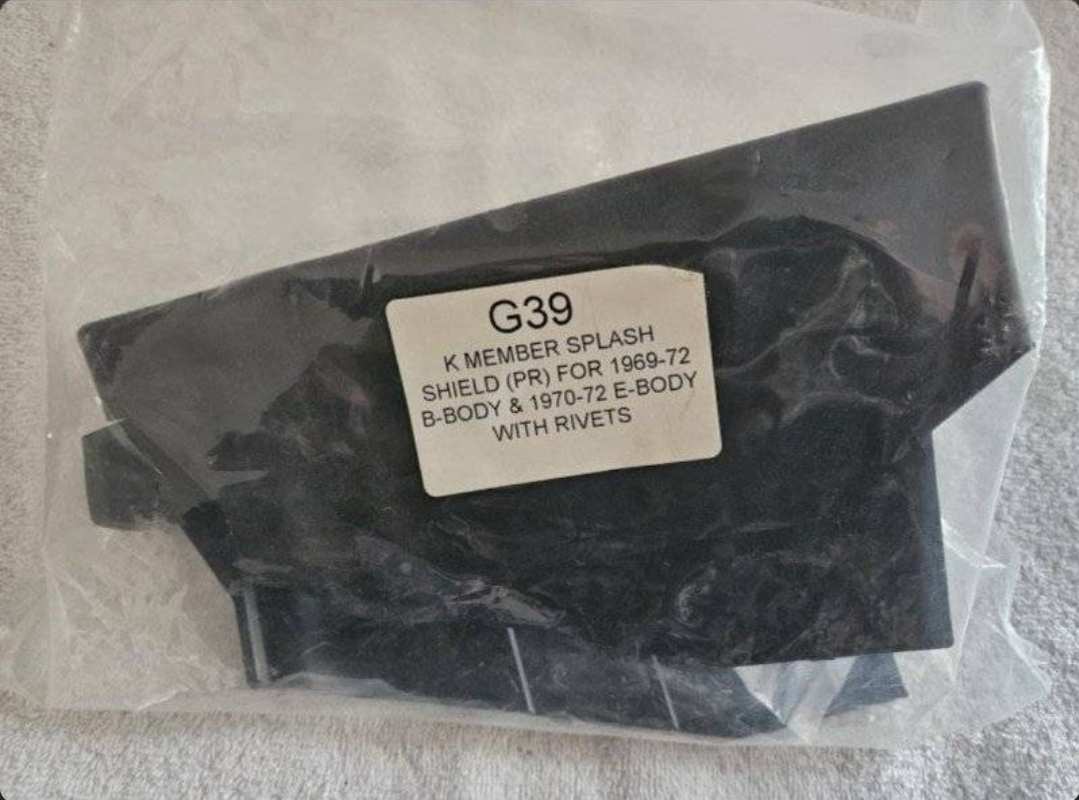 G39
K MEMBER SPLASH
SHIELD (PR) FOR 1969-72
B-BODY & 1970-72 E-BODY
WITH RIVETS